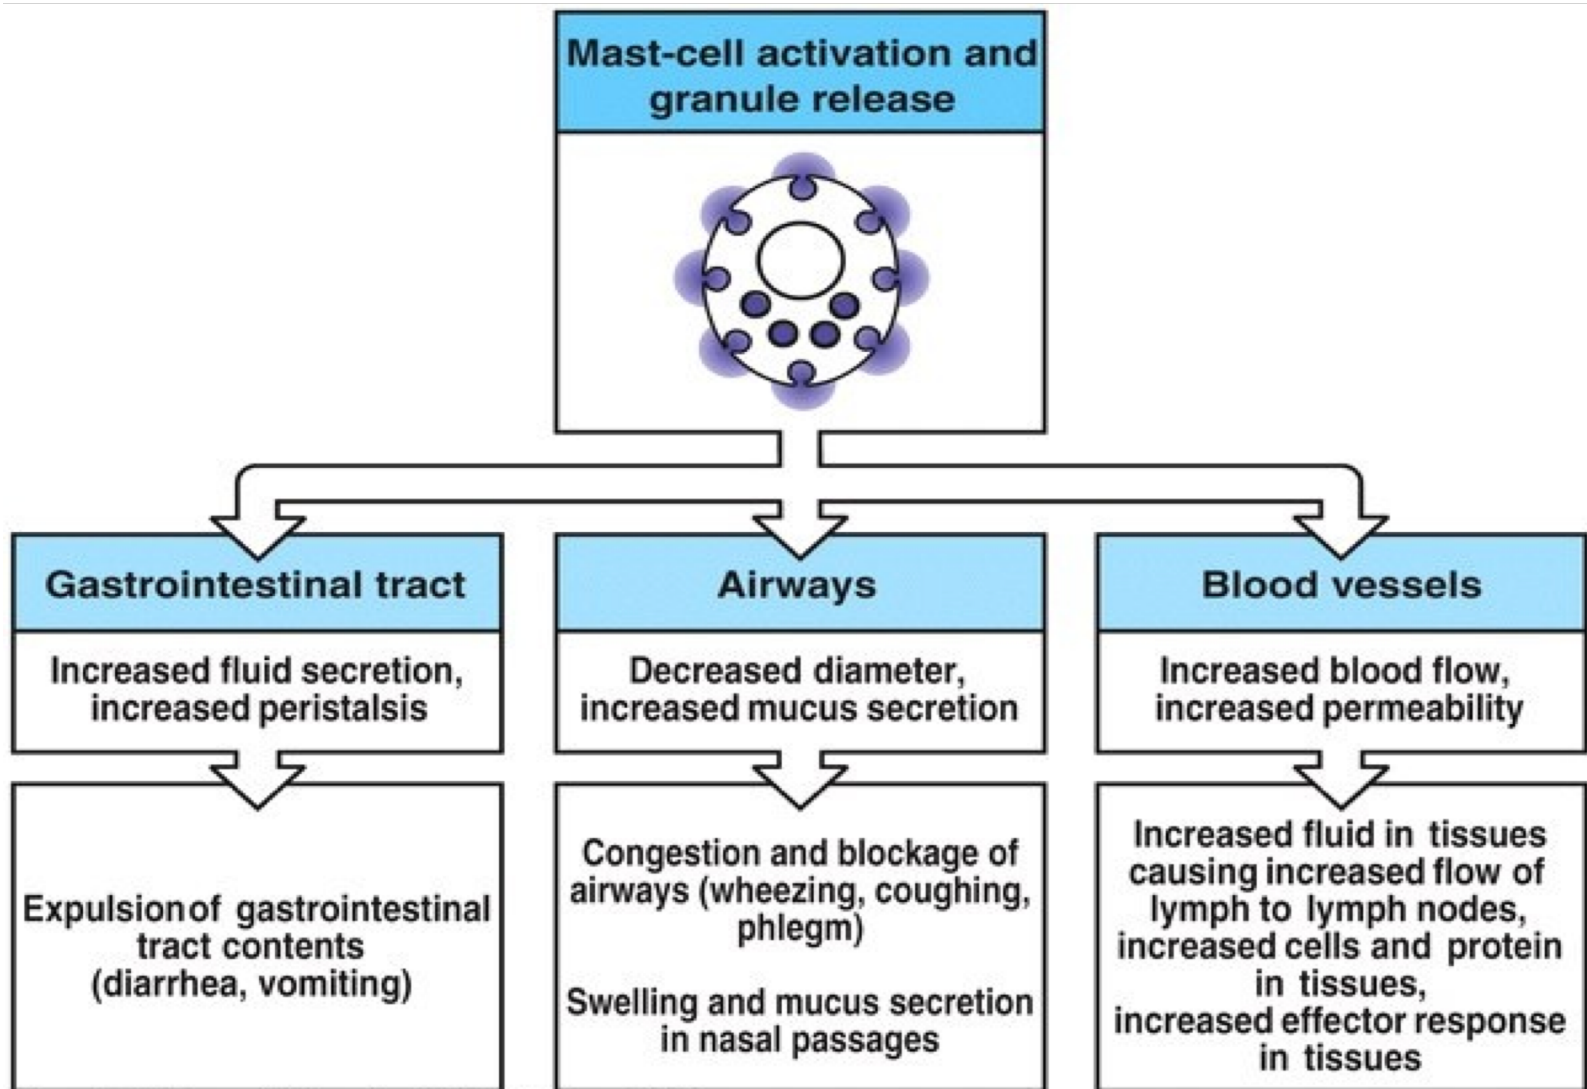 Mast-cell activation and
granule release
Gastrointestinal tract
Increased fluid secretion,
increased peristalsis
Expulsion of gastrointestinal
tract contents
(diarrhea, vomiting)
Airways
Decreased diameter,
increased mucus secretion
Congestion and blockage of
airways (wheezing, coughing,
phlegm)
Swelling and mucus secretion
in nasal passages
Blood vessels
Increased blood flow,
increased permeability
Increased fluid in tissues
causing increased flow of
lymph to lymph nodes,
increased cells and protein
in tissues,
increased effector response
in tissues